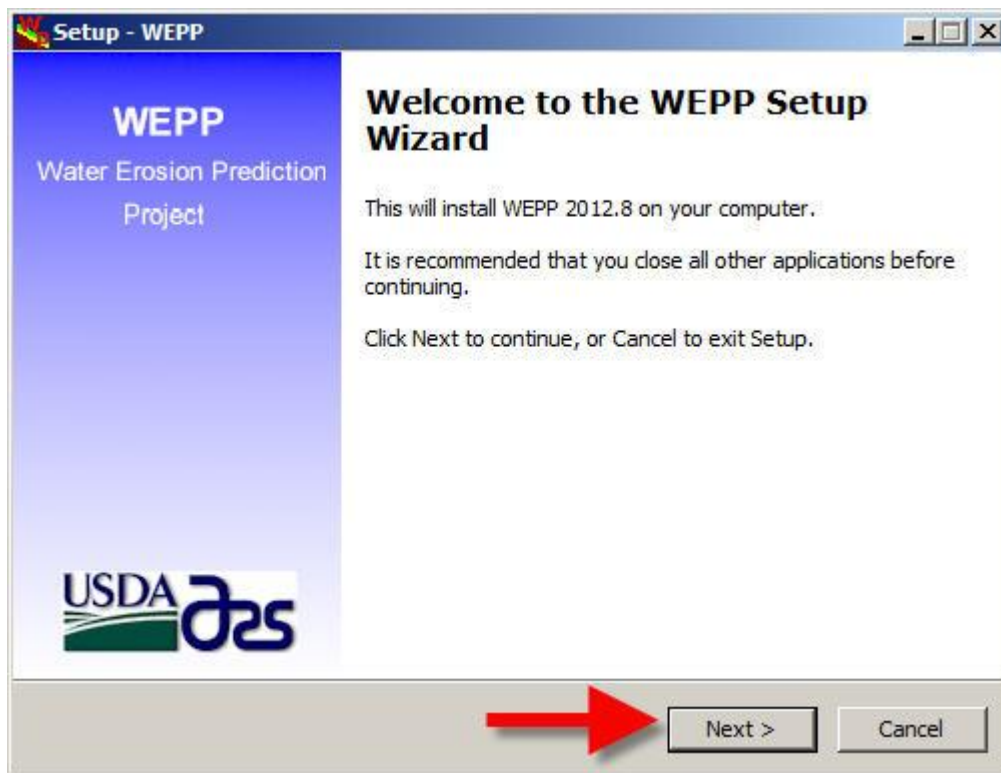 Setup - WEPP
WEPP
Water Erosion Prediction
Project
Welcome to the WEPP Setup
Wizard
This will install WEPP 2012.8 on your computer.
It is recommended that you close all other applications before
continuing.
Click Next to continue, or Cancel to exit Setup.
USDA ars
Next >
Cancel